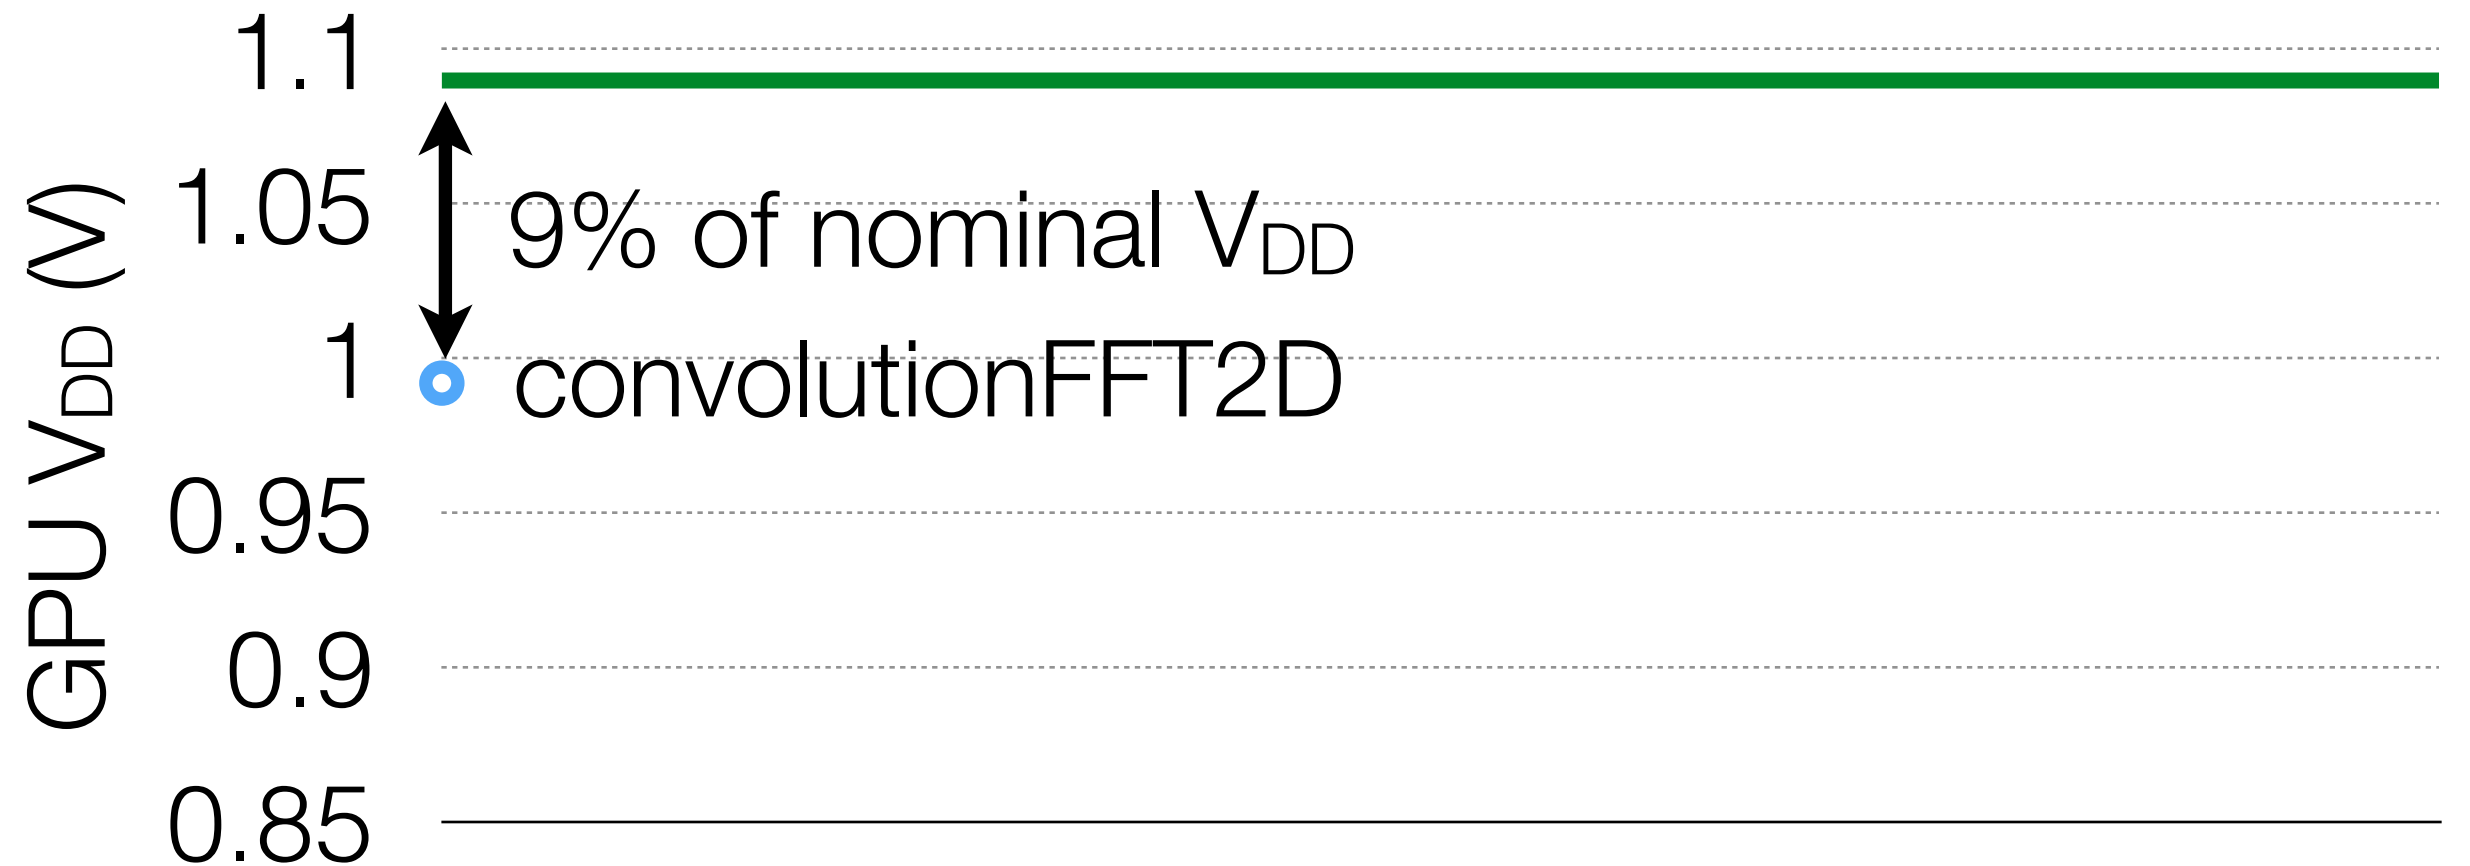 GPU VDD (V)
1.1
1.05
1
0.95
0.9
0.85
9% of nominal VDD
convolutionFFT2D